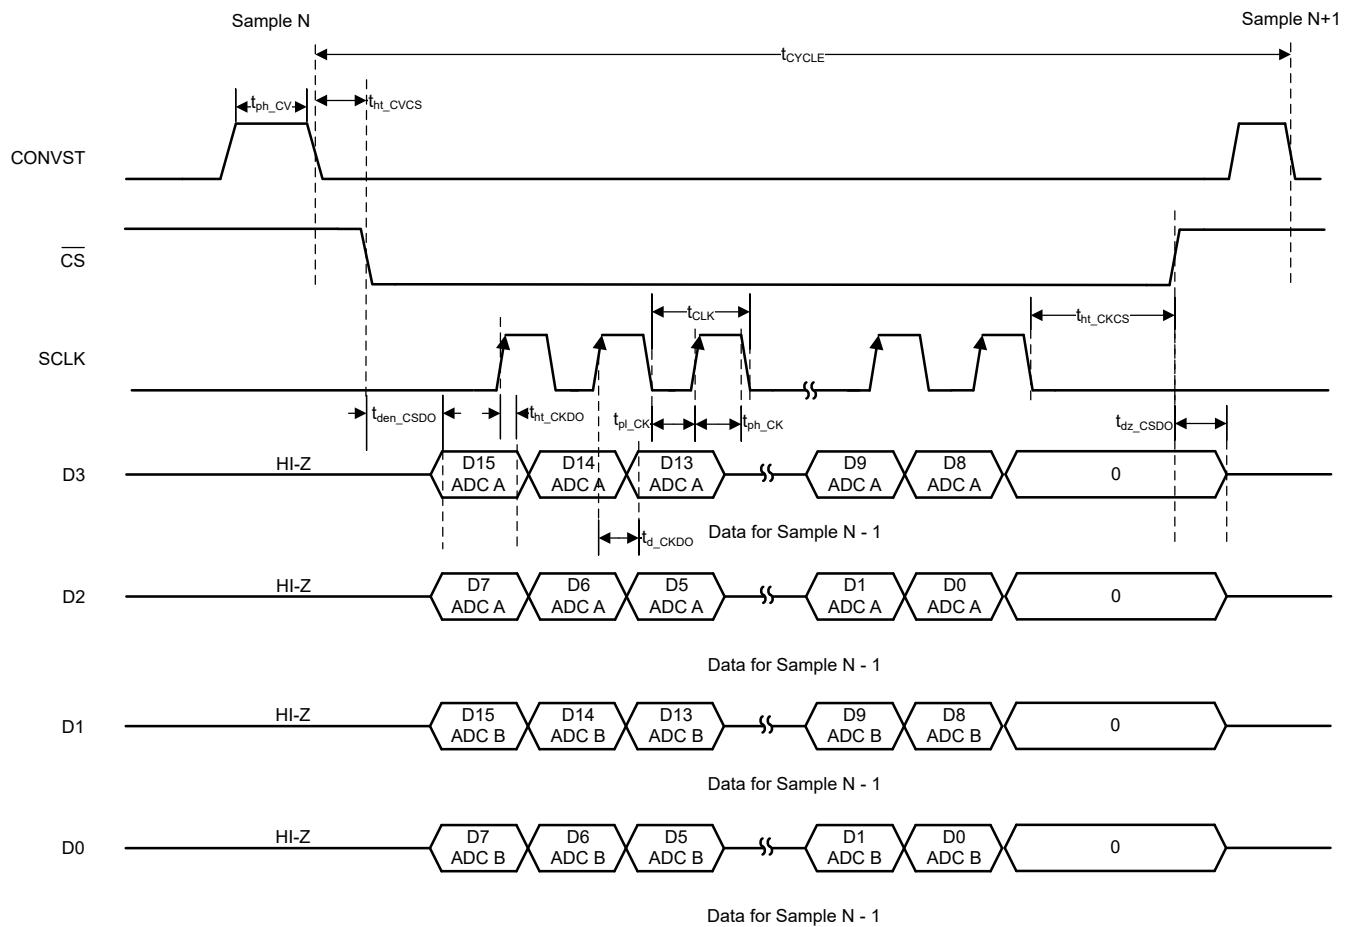 Sample N
Sample N+1
tCYCLE
tph_CV
tht_CVCS
CONVST
CS
tCLK
tht_CKCS
SCLK
tden_CSDO
tht_CKDO
tpl_CK
tph_CK
tdz_CSDO
D3
HI-Z
D15
ADC A
D14
ADC A
D13
ADC A
D9
ADC A
D8
ADC A
0
td_CKDO
Data for Sample N - 1
D2
HI-Z
D7
ADC A
D6
ADC A
D5
ADC A
D1
ADC A
D0
ADC A
0
Data for Sample N - 1
D1
HI-Z
D15
ADC B
D14
ADC B
D13
ADC B
D9
ADC B
D8
ADC B
0
Data for Sample N - 1
D0
HI-Z
D7
ADC B
D6
ADC B
D5
ADC B
D1
ADC B
D0
ADC B
0
Data for Sample N - 1